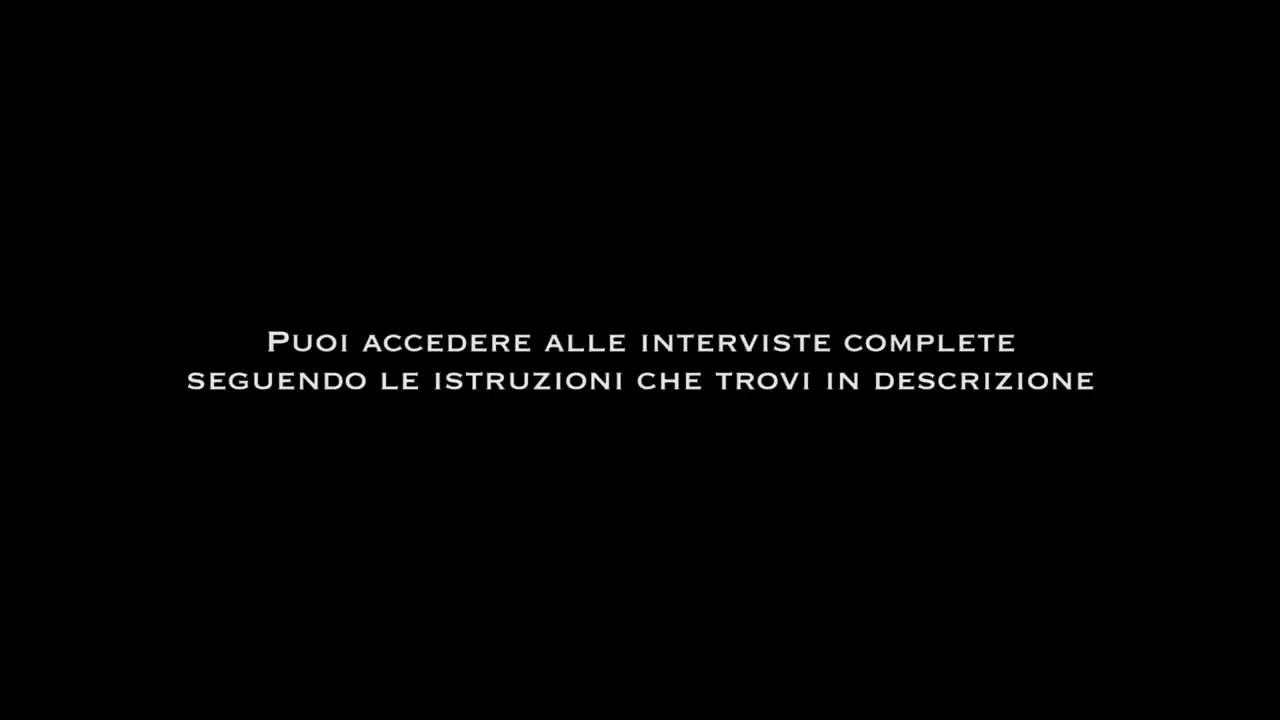 Puoi accedere alle interviste complete
seguendo le istruzioni che trovi in descrizione